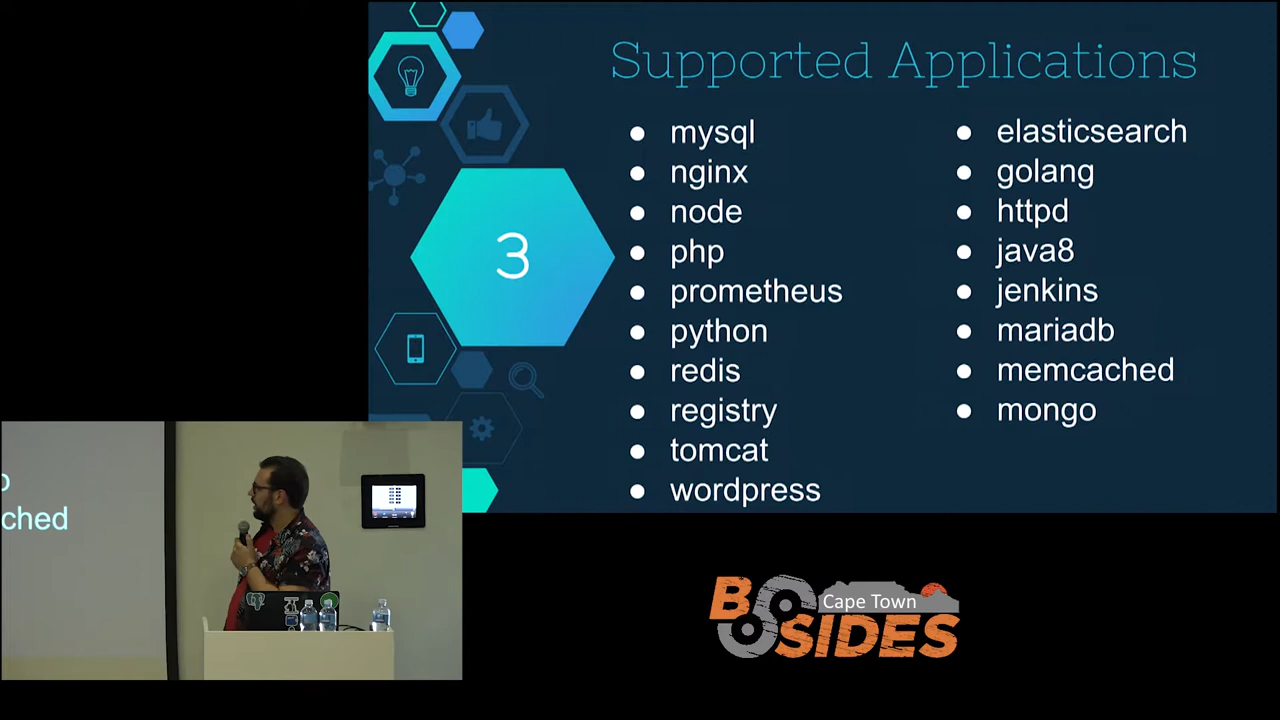 Supported Applications
3
● mysql
● nginx
● node
● php
● prometheus
● python
● redis
● registry
● tomcat
● wordpress
● elasticsearch
● golang
● httpd
● java8
● jenkins
● mariadb
● memcached
● mongo
o
ched
BSIDES
Cape Town